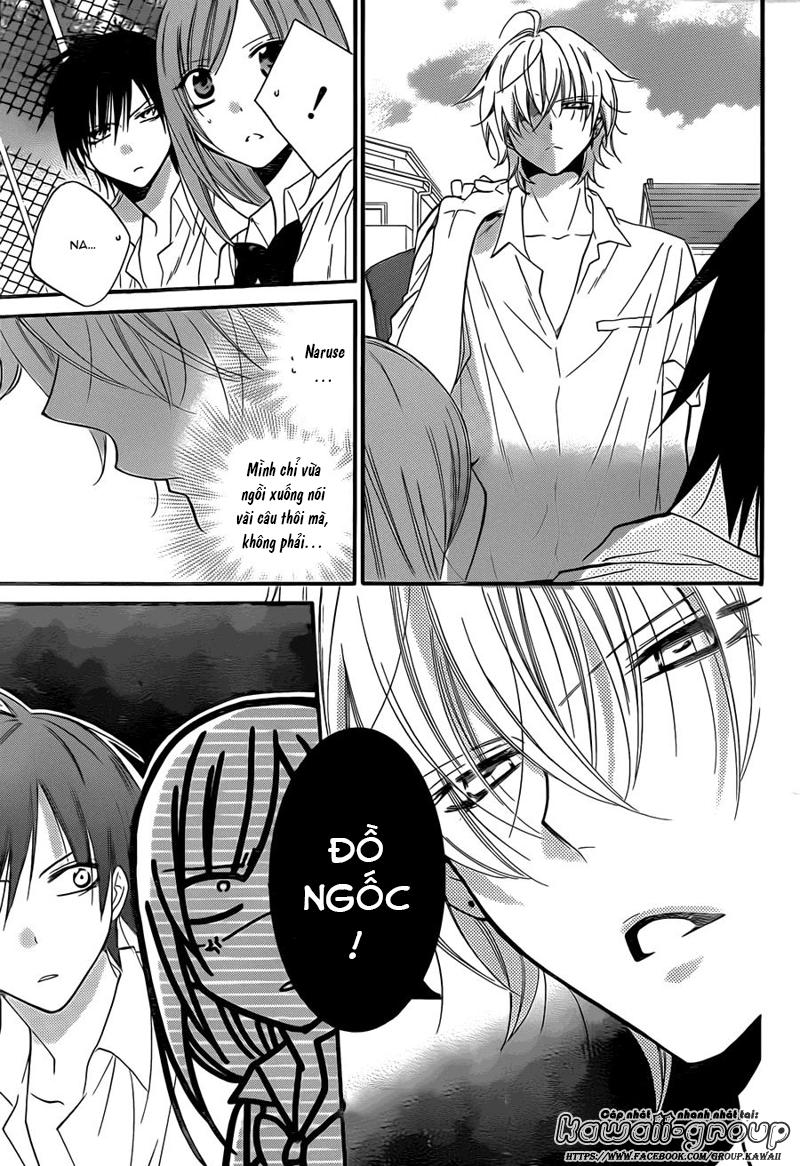 !
NA...
Naruse
...
Mình chỉ vừa
ngồi xuống nói
vài câu thôi mà,
không phải...
ĐỒ
NGỐC
!
Cập nhật nhanh nhất tại:
kawaii-group
HTTPS://WWW.FACEBOOK.COM/GROUP.KAWAII